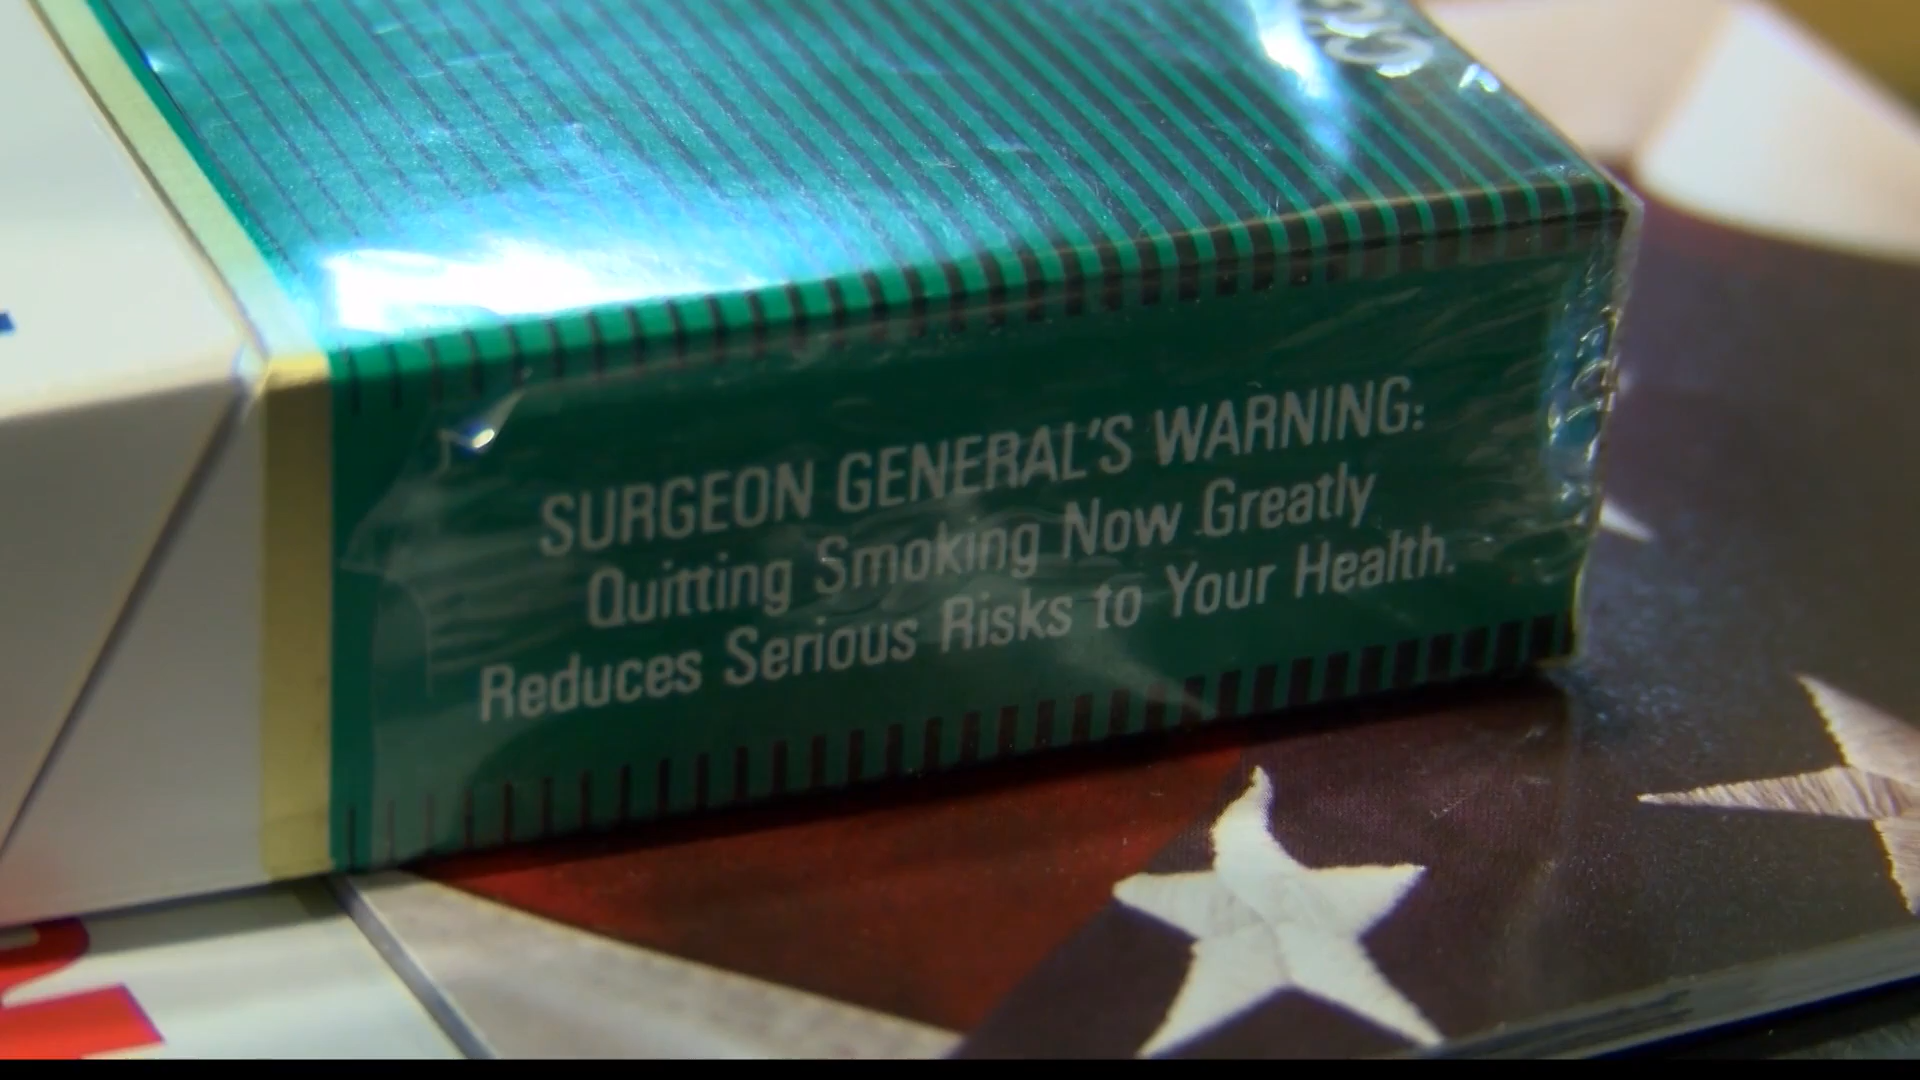 SURGEON GENERAL'S WARNING:
Quitting Smoking Now Greatly
Reduces Serious Risks to Your Health.